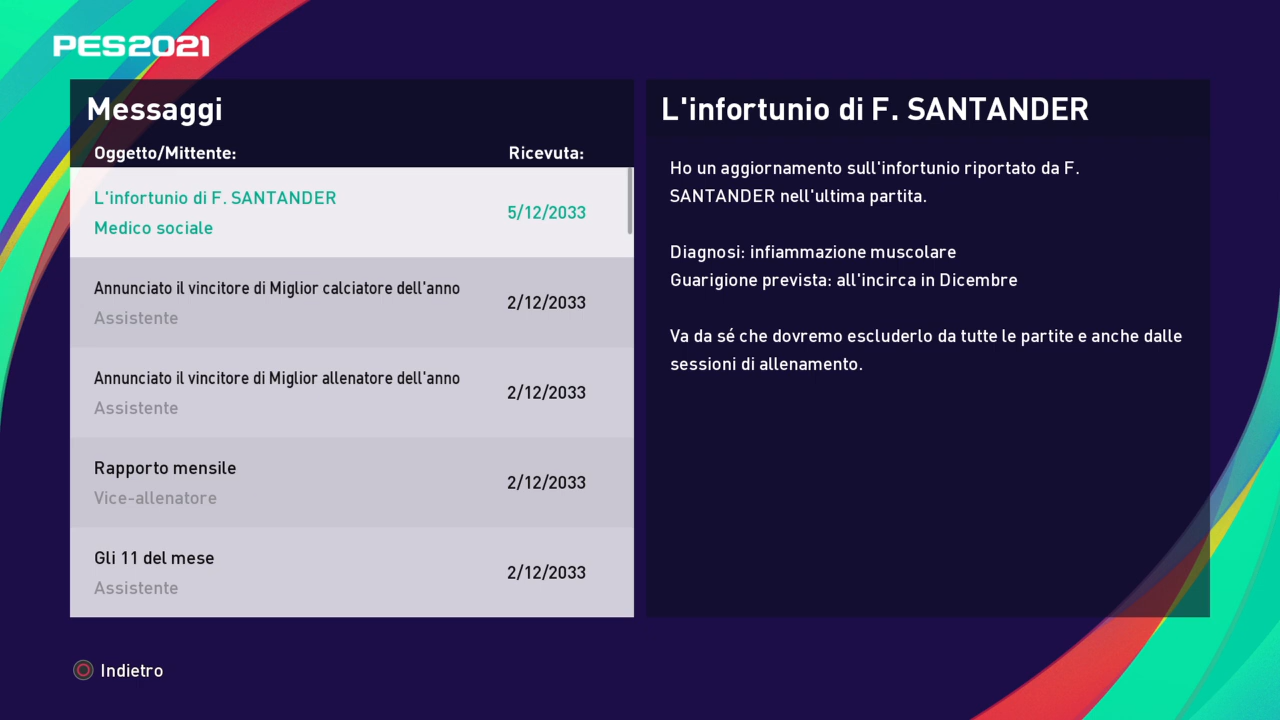 PES2021
Messaggi
Oggetto/Mittente: Ricevuta:
L'infortunio di F. SANTANDER
Medico sociale
5/12/2033
Annunciato il vincitore di Miglior calciatore dell'anno
Assistente
2/12/2033
Annunciato il vincitore di Miglior allenatore dell'anno
Assistente
2/12/2033
Rapporto mensile
Vice-allenatore
2/12/2033
Gli 11 del mese
Assistente
2/12/2033
L'infortunio di F. SANTANDER
Ho un aggiornamento sull'infortunio riportato da F.
SANTANDER nell'ultima partita.
Diagnosi: infiammazione muscolare
Guarigione prevista: all'incirca in Dicembre
Va da sé che dovremo escluderlo da tutte le partite e anche dalle
sessioni di allenamento.
Indietro